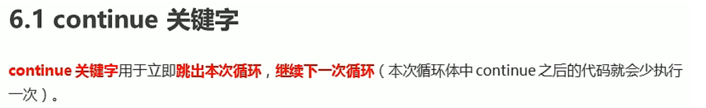 6.1 continue 关键字
continue 关键字用于立即跳出本次循环，继续下一次循环（本次循环体中 continue 之后的代码就会少执行
一次）。